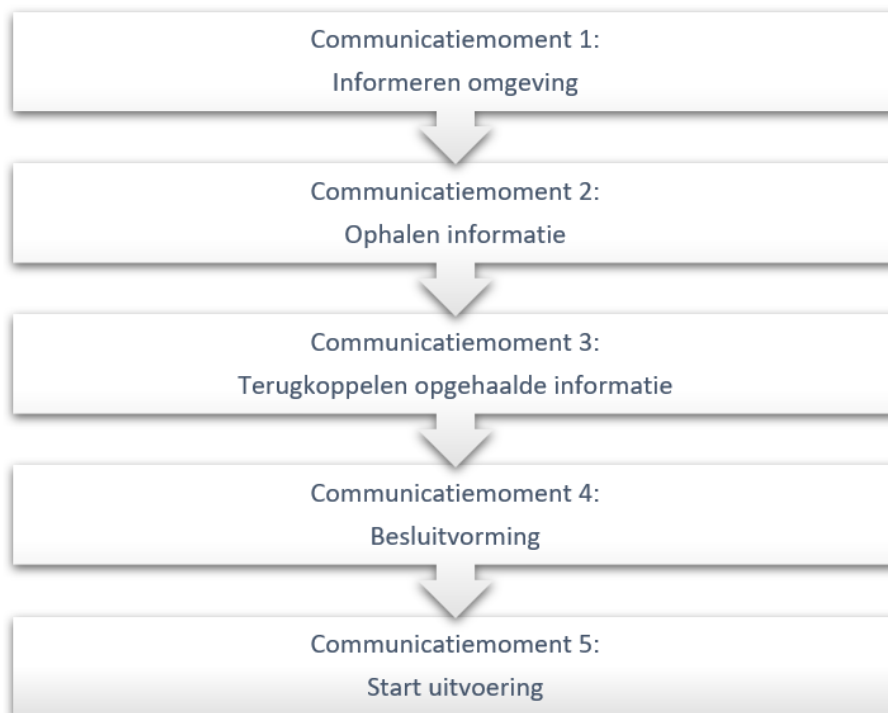 Communicatiemoment 1:
Informeren omgeving
Communicatiemoment 2:
Ophalen informatie
Communicatiemoment 3:
Terugkoppelen opgehaalde informatie
Communicatiemoment 4:
Besluitvorming
Communicatiemoment 5:
Start uitvoering